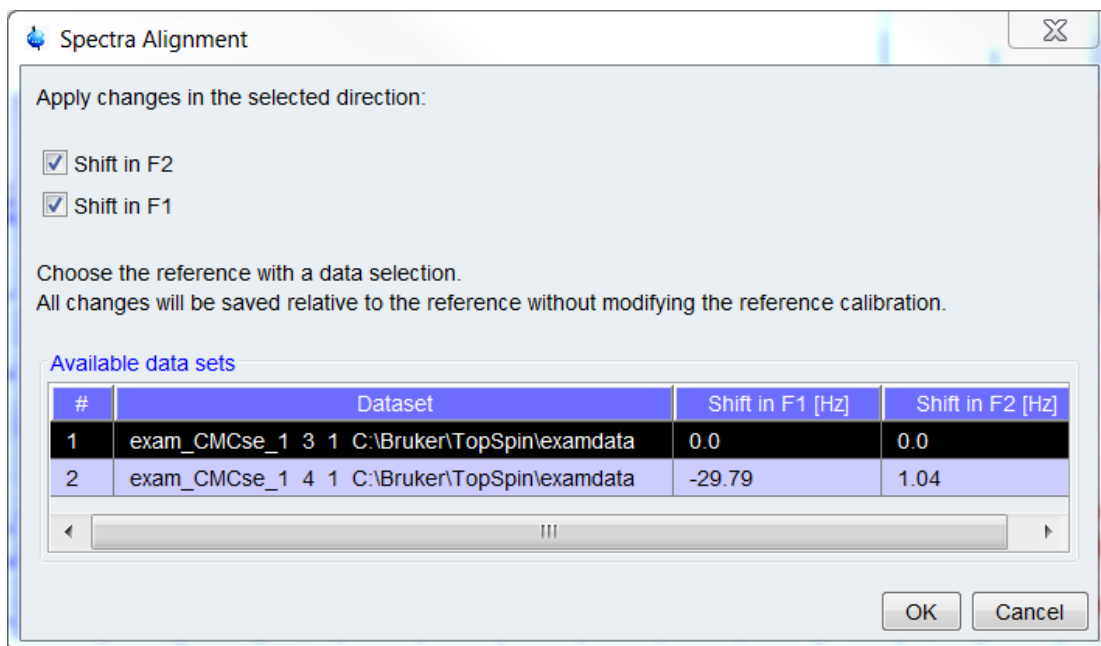 Spectra Alignment
Apply changes in the selected direction:
Shift in F2
Shift in F1
Choose the reference with a data selection.
All changes will be saved relative to the reference without modifying the reference calibration.
Available data sets
# Dataset Shift in F1 [Hz] Shift in F2 [Hz]
1 exam_CMCse_1 3 1 C:\Bruker\TopSpin\examdata 0.0 0.0
2 exam_CMCse_1 4 1 C:\Bruker\TopSpin\examdata -29.79 1.04
OK Cancel